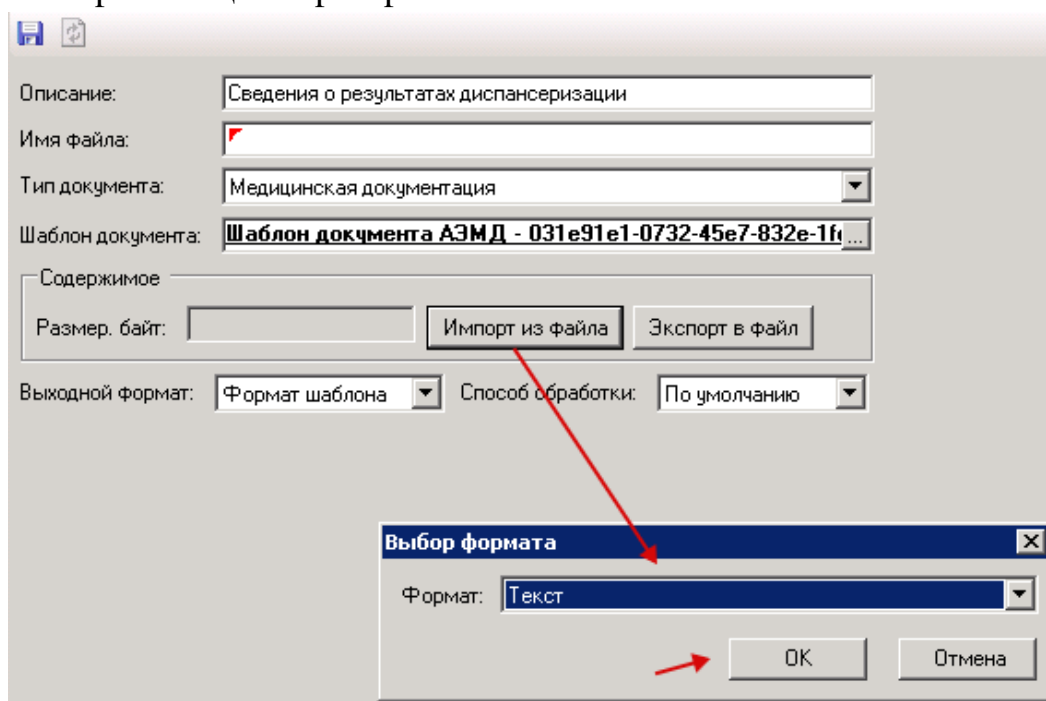 Описание: Сведения о результатах диспансеризации
Имя файла:
Тип документа: Медицинская документация
Шаблон документа: Шаблон документа АЭМД - 031e91e1-0732-45e7-832e-1f ...
Содержимое
Размер. байт: Импорт из файла Экспорт в файл
Выходной формат: Формат шаблона Способ обработки: По умолчанию
Выбор формата
Формат: Текст
OK Отмена